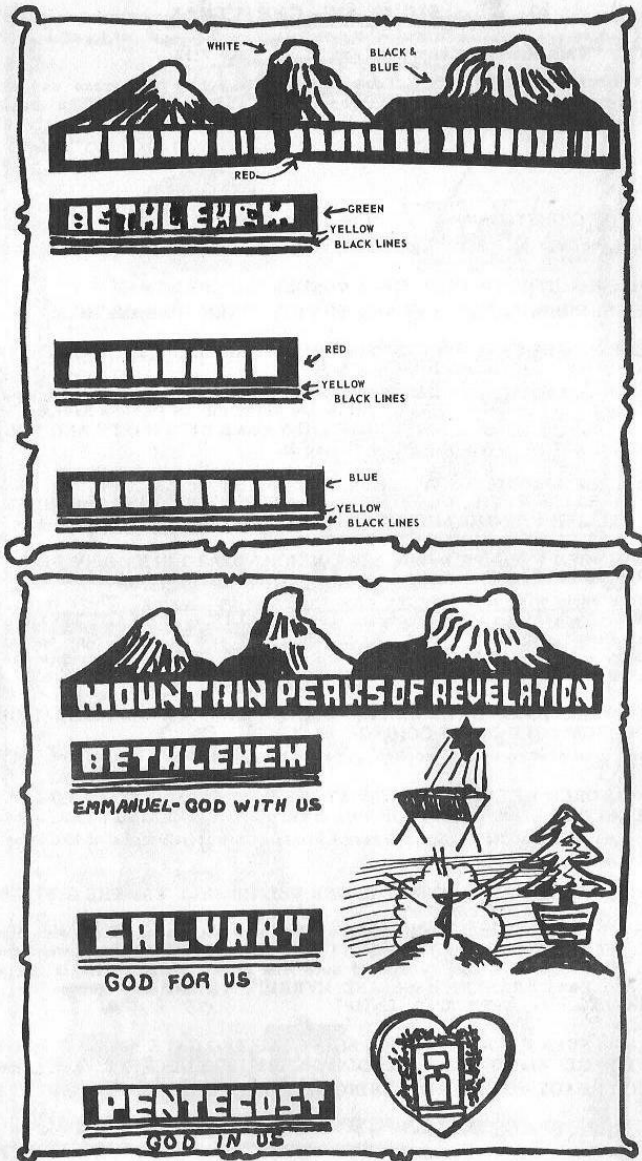 WHITE
BLACK &
BLUE
RED
BETHLEHEM
GREEN
YELLOW
BLACK LINES
RED
YELLOW
BLACK LINES
BLUE
YELLOW
BLACK LINES
MOUNTAIN PEAKS OF REVELATION
BETHLEHEM
EMMANUEL - GOD WITH US
CALVARY
GOD FOR US
PENTECOST
GOD IN US